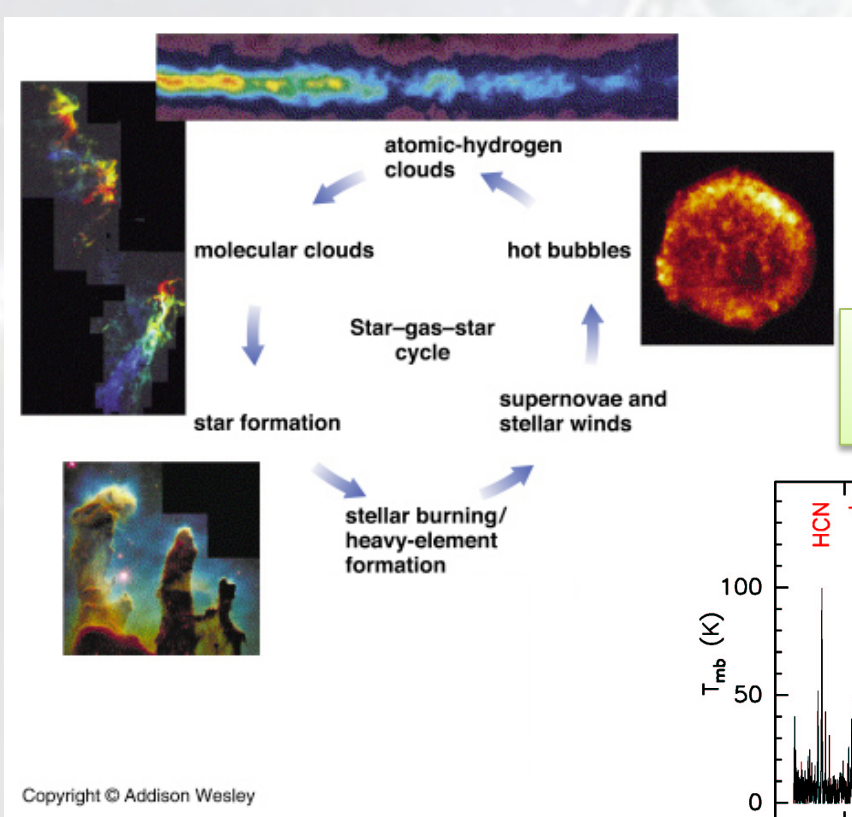 atomic-hydrogen
clouds
molecular clouds
hot bubbles
Star–gas–star
cycle
supernovae and
stellar winds
star formation
stellar burning/
heavy-element
formation
HCN
100
T_mb (K)
50
0
Copyright © Addison Wesley